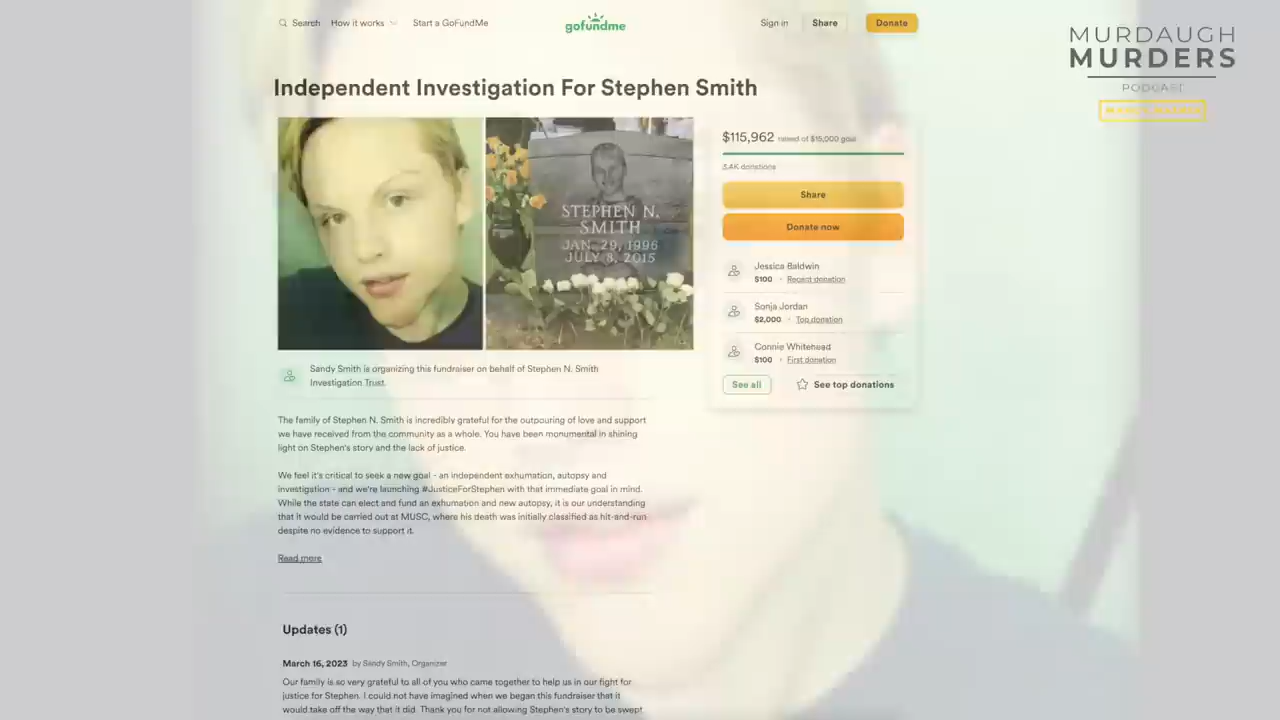 Search How it works Start a GoFundMe
gofundme
Sign in Share Donate
MURDAUGH
MURDERS
PODCAST
Independent Investigation For Stephen Smith
STEPHEN N.
SMITH
JAN. 29, 1996
JULY 8, 2015
$115,962 raised of $15,000 goal
5.4K donations
Share
Donate now
Jessica Baldwin
$100 · Recent donation
Sonja Jordan
$2,000 · Top donation
Connie Whitehead
$100 · First donation
See all See top donations
Sandy Smith is organizing this fundraiser on behalf of Stephen N. Smith
Investigation Trust.
The family of Stephen N. Smith is incredibly grateful for the outpouring of love and support
we have received from the community as a whole. You have been monumental in shining
light on Stephen's story and the lack of justice.
We feel it's critical to seek a new goal - an independent exhumation, autopsy and
investigation - and we're launching #JusticeForStephen with that immediate goal in mind.
While the state can elect and fund an exhumation and new autopsy, it is our understanding
that it would be carried out at MUSC, where his death was initially classified as hit-and-run
despite no evidence to support it.
Read more
Updates (1)
March 16, 2023 by Sandy Smith, Organizer
Our family is so very grateful to all of you who came together to help us in our fight for
justice for Stephen. I could not have imagined when we began this fundraiser that it
would take off the way that it did. Thank you for not allowing Stephen's story to be swept